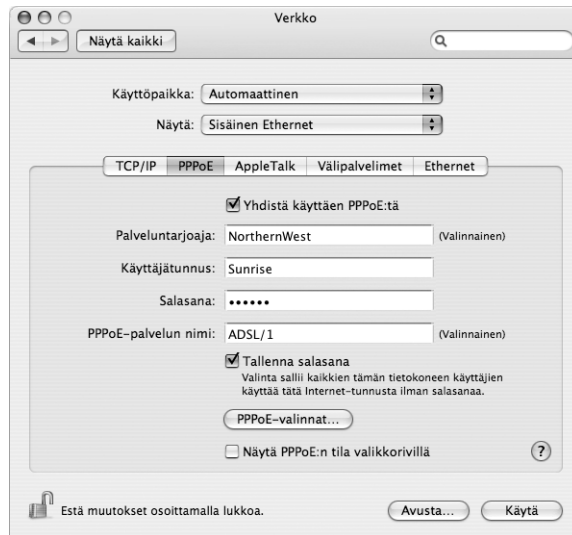 Verkko
Näytä kaikki
Käyttöpaikka: Automaattinen
Näytä: Sisäinen Ethernet
TCP/IP PPPoE AppleTalk Välipalvelimet Ethernet
Yhdistä käyttäen PPPoE:tä
Palveluntarjoaja: NorthernWest (Valinnainen)
Käyttäjätunnus: Sunrise
Salasana: ••••••
PPPoE-palvelun nimi: ADSL/1 (Valinnainen)
Tallenna salasana
Valinta sallii kaikkien tämän tietokoneen käyttäjien
käyttää tätä Internet-tunnusta ilman salasanaa.
PPPoE-valinnat...
Näytä PPPoE:n tila valikkorivillä ?
Estä muutokset osoittamalla lukkoa. Avusta... Käytä